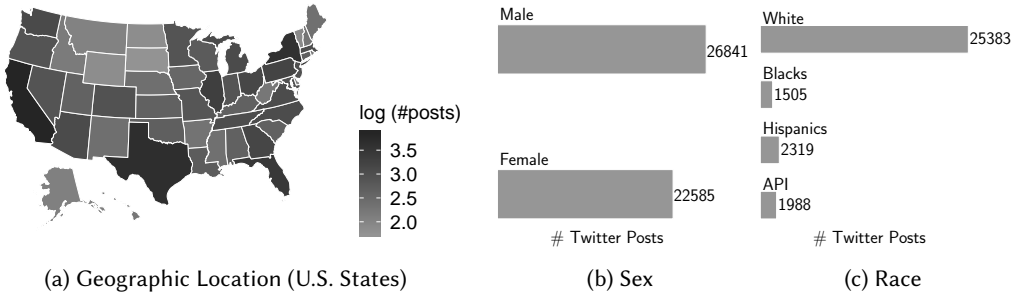 log (#posts)
3.5
3.0
2.5
2.0
(a) Geographic Location (U.S. States)
Male
26841
Female
22585
# Twitter Posts
(b) Sex
White
25383
Blacks
1505
Hispanics
2319
API
1988
# Twitter Posts
(c) Race